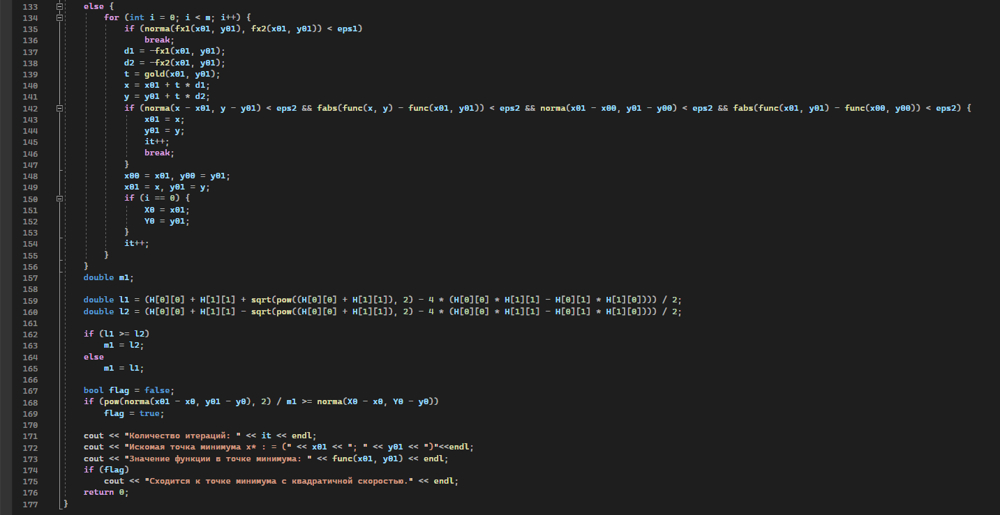 133 else {
134 for (int i = 0; i < m; i++) {
135 if (norma(fx1(x01, y01), fx2(x01, y01)) < eps1)
136 break;
137 d1 = -fx1(x01, y01);
138 d2 = -fx2(x01, y01);
139 t = gold(x01, y01);
140 x = x01 + t * d1;
141 y = y01 + t * d2;
142 if (norma(x - x01, y - y01) < eps2 && fabs(func(x, y) - func(x01, y01)) < eps2 && norma(x01 - x00, y01 - y00) < eps2 && fabs(func(x01, y01) - func(x00, y00)) < eps2) {
143 x01 = x;
144 y01 = y;
145 it++;
146 break;
147 }
148 x00 = x01, y00 = y01;
149 x01 = x, y01 = y;
150 if (i == 0) {
151 X0 = x01;
152 Y0 = y01;
153 }
154 it++;
155 }
156 }
157 double m1;
158
159 double l1 = (H[0][0] + H[1][1] + sqrt(pow((H[0][0] + H[1][1]), 2) - 4 * (H[0][0] * H[1][1] - H[0][1] * H[1][0]))) / 2;
160 double l2 = (H[0][0] + H[1][1] - sqrt(pow((H[0][0] + H[1][1]), 2) - 4 * (H[0][0] * H[1][1] - H[0][1] * H[1][0]))) / 2;
161
162 if (l1 >= l2)
163 m1 = l2;
164 else
165 m1 = l1;
166
167 bool flag = false;
168 if (pow(norma(x01 - x0, y01 - y0), 2) / m1 >= norma(X0 - x0, Y0 - y0))
169 flag = true;
170
171 cout << "Количество итераций: " << it << endl;
172 cout << "Искомая точка минимума x* : = (" << x01 << "; " << y01 << ")"<<endl;
173 cout << "Значение функции в точке минимума: " << func(x01, y01) << endl;
174 if (flag)
175 cout << "Сходится к точке минимума с квадратичной скоростью." << endl;
176 return 0;
177 }